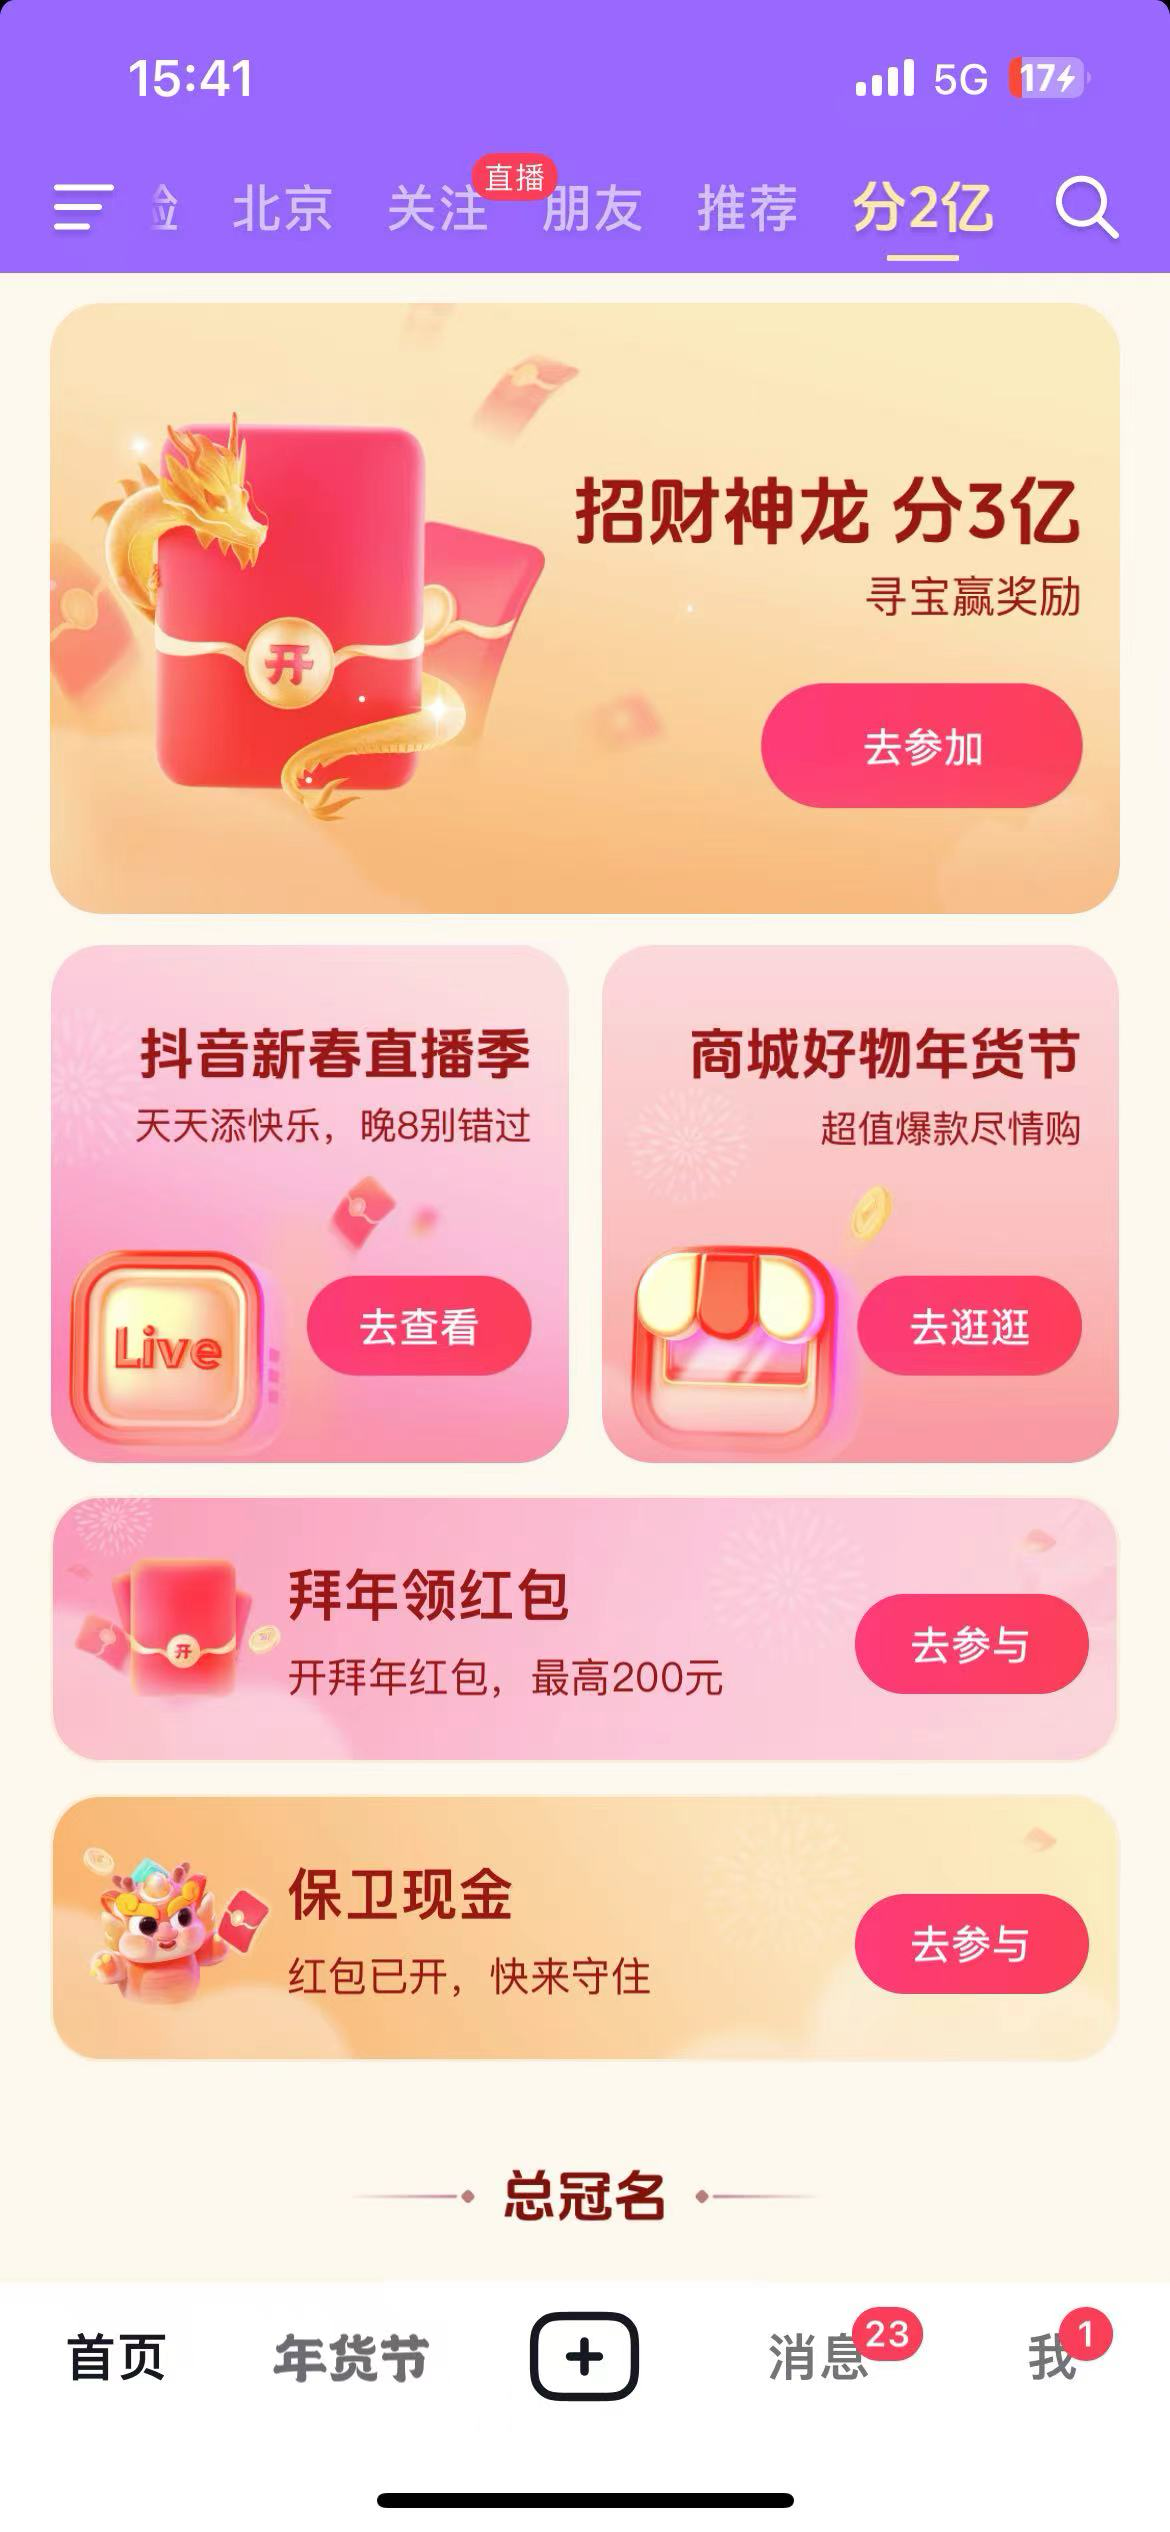 15:41
5G
17
北京
关注
直播
朋友
推荐
分2亿
招财神龙 分3亿
寻宝赢奖励
开
去参加
抖音新春直播季
天天添快乐，晚8别错过
Live
去查看
商城好物年货节
超值爆款尽情购
去逛逛
拜年领红包
开拜年红包，最高200元
开
去参与
保卫现金
红包已开，快来守住
去参与
总冠名
首页
年货节
消息
23
我
1